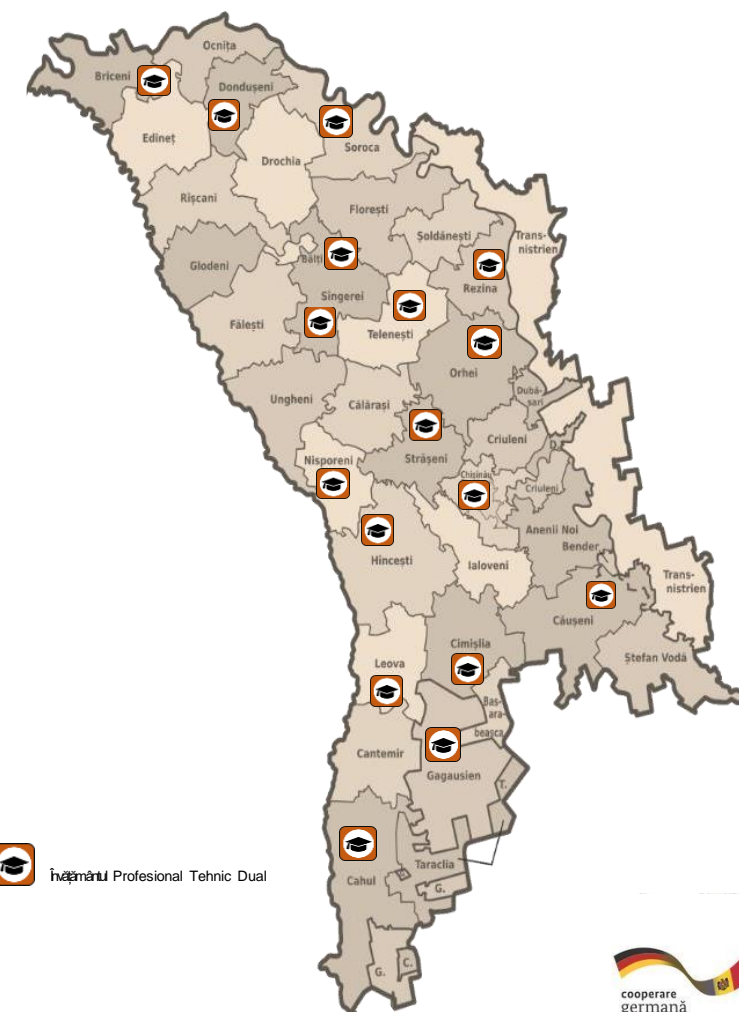 Ocnița
Briceni
Dondușeni
Edineț
Soroca
Drochia
Rîșcani
Florești
Șoldănești
Trans-
nistrien
Bălți
Glodeni
Rezina
Sîngerei
Fălești
Telenești
Orhei
Dubă-
sari
Ungheni
Călărași
Criuleni
D.
Strășeni
Nisporeni
Chișinău
Criuleni
Anenii Noi
Bender
Hîncești
Ialoveni
Trans-
nistrien
Căușeni
Cimișlia
Ștefan Vodă
Leova
Bas-
ara-
beasca
Cantemir
Gagausien
T.
Taraclia
Învățământul Profesional Tehnic Dual
Cahul
G.
C.
G.
cooperare
germană